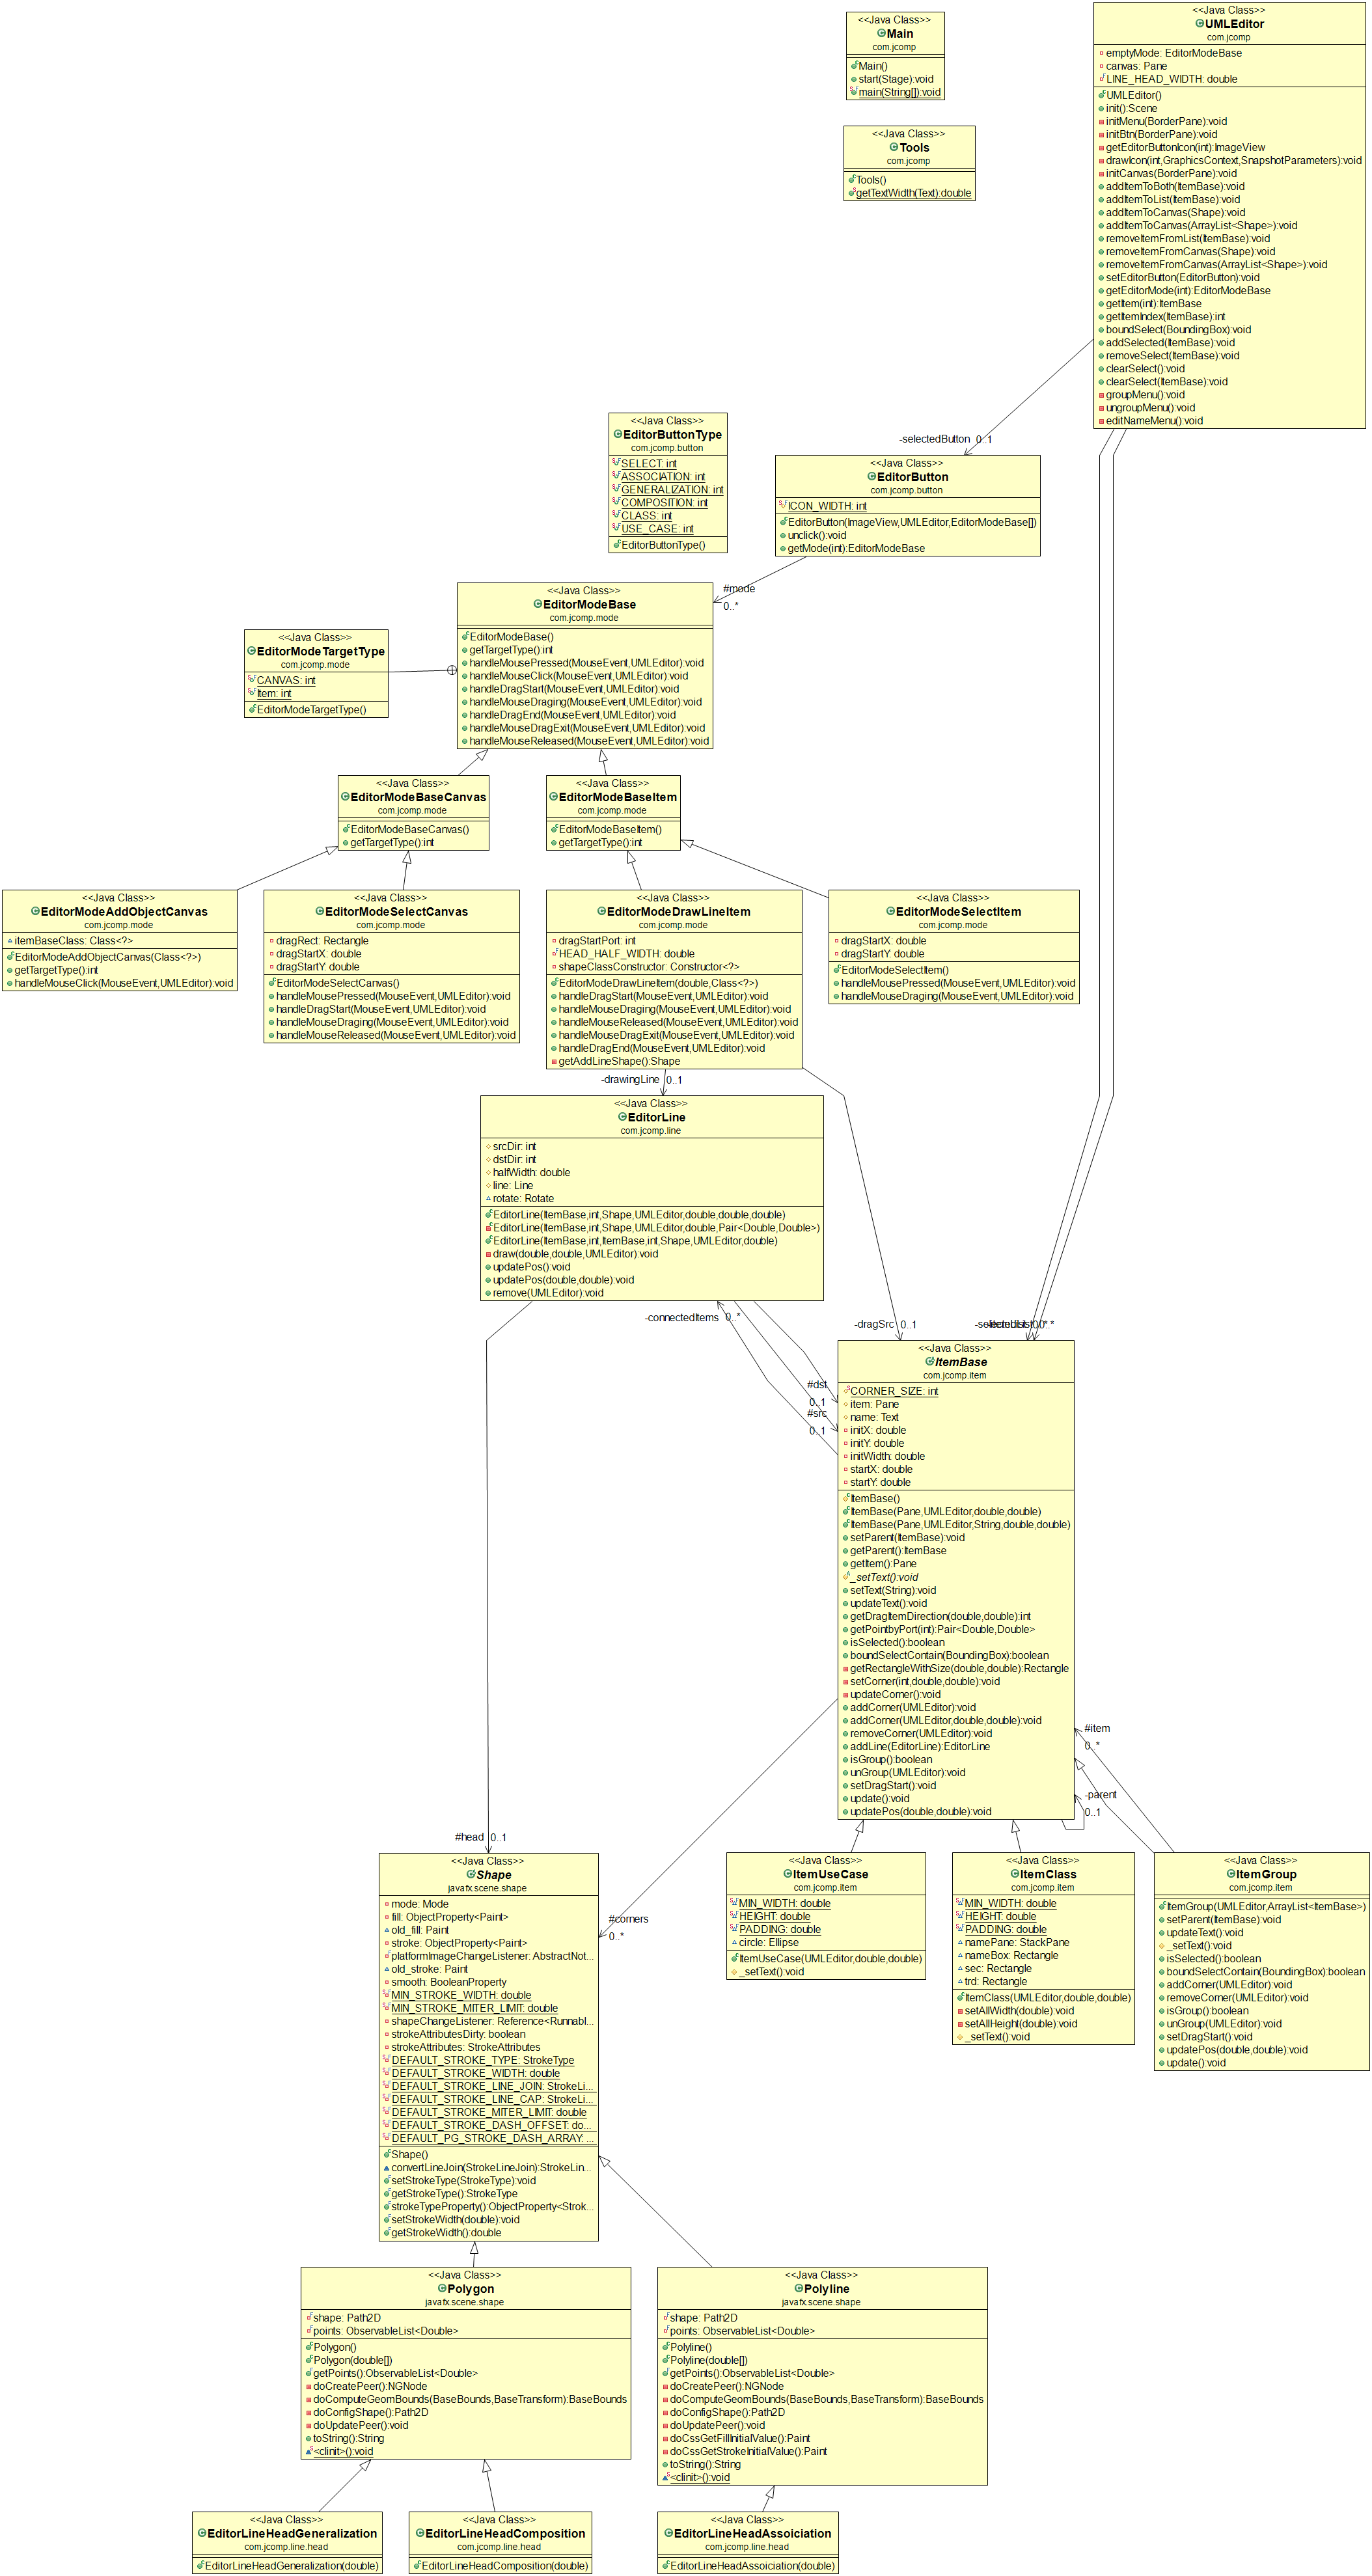 <<Java Class>>
Main
com.jcomp
Main()
start(Stage):void
main(String[]):void
<<Java Class>>
UMLEditor
com.jcomp
emptyMode: EditorModeBase
canvas: Pane
LINE_HEAD_WIDTH: double
UMLEditor()
init():Scene
initMenu(BorderPane):void
initBtn(BorderPane):void
getEditorButtonIcon(int):ImageView
drawIcon(int,GraphicsContext,SnapshotParameters):void
initCanvas(BorderPane):void
addItemToBoth(ItemBase):void
addItemToList(ItemBase):void
addItemToCanvas(Shape):void
addItemToCanvas(ArrayList<Shape>):void
removeItemFromList(ItemBase):void
removeItemFromCanvas(Shape):void
removeItemFromCanvas(ArrayList<Shape>):void
setEditorButton(EditorButton):void
getEditorMode(int):EditorModeBase
getItem(int):ItemBase
getItemIndex(ItemBase):int
boundSelect(BoundingBox):void
addSelected(ItemBase):void
removeSelect(ItemBase):void
clearSelect():void
clearSelect(ItemBase):void
groupMenu():void
ungroupMenu():void
editNameMenu():void
<<Java Class>>
Tools
com.jcomp
Tools()
getTextWidth(Text):double
<<Java Class>>
EditorButtonType
com.jcomp.button
SELECT: int
ASSOCIATION: int
GENERALIZATION: int
COMPOSITION: int
CLASS: int
USE_CASE: int
EditorButtonType()
-selectedButton 0..1
<<Java Class>>
EditorButton
com.jcomp.button
ICON_WIDTH: int
EditorButton(ImageView,UMLEditor,EditorModeBase[])
unclick():void
getMode(int):EditorModeBase
#mode
0..*
<<Java Class>>
EditorModeBase
com.jcomp.mode
EditorModeBase()
getTargetType():int
handleMousePressed(MouseEvent,UMLEditor):void
handleMouseClick(MouseEvent,UMLEditor):void
handleDragStart(MouseEvent,UMLEditor):void
handleMouseDraging(MouseEvent,UMLEditor):void
handleDragEnd(MouseEvent,UMLEditor):void
handleMouseDragExit(MouseEvent,UMLEditor):void
handleMouseReleased(MouseEvent,UMLEditor):void
<<Java Class>>
EditorModeTargetType
com.jcomp.mode
CANVAS: int
Item: int
EditorModeTargetType()
<<Java Class>>
EditorModeBaseCanvas
com.jcomp.mode
EditorModeBaseCanvas()
getTargetType():int
<<Java Class>>
EditorModeBaseItem
com.jcomp.mode
EditorModeBaseItem()
getTargetType():int
<<Java Class>>
EditorModeAddObjectCanvas
com.jcomp.mode
itemBaseClass: Class<?>
EditorModeAddObjectCanvas(Class<?>)
getTargetType():int
handleMouseClick(MouseEvent,UMLEditor):void
<<Java Class>>
EditorModeSelectCanvas
com.jcomp.mode
dragRect: Rectangle
dragStartX: double
dragStartY: double
EditorModeSelectCanvas()
handleMousePressed(MouseEvent,UMLEditor):void
handleDragStart(MouseEvent,UMLEditor):void
handleMouseDraging(MouseEvent,UMLEditor):void
handleMouseReleased(MouseEvent,UMLEditor):void
<<Java Class>>
EditorModeDrawLineItem
com.jcomp.mode
dragStartPort: int
HEAD_HALF_WIDTH: double
shapeClassConstructor: Constructor<?>
EditorModeDrawLineItem(double,Class<?>)
handleDragStart(MouseEvent,UMLEditor):void
handleMouseDraging(MouseEvent,UMLEditor):void
handleMouseReleased(MouseEvent,UMLEditor):void
handleMouseDragExit(MouseEvent,UMLEditor):void
handleDragEnd(MouseEvent,UMLEditor):void
getAddLineShape():Shape
<<Java Class>>
EditorModeSelectItem
com.jcomp.mode
dragStartX: double
dragStartY: double
EditorModeSelectItem()
handleMousePressed(MouseEvent,UMLEditor):void
handleMouseDraging(MouseEvent,UMLEditor):void
-drawingLine 0..1
<<Java Class>>
EditorLine
com.jcomp.line
srcDir: int
dstDir: int
halfWidth: double
line: Line
rotate: Rotate
EditorLine(ItemBase,int,Shape,UMLEditor,double,double,double)
EditorLine(ItemBase,int,Shape,UMLEditor,double,Pair<Double,Double>)
EditorLine(ItemBase,int,ItemBase,int,Shape,UMLEditor,double)
draw(double,double,UMLEditor):void
updatePos():void
updatePos(double,double):void
remove(UMLEditor):void
-connectedItems 0..*
-dragSrc 0..1
#dst
0..1
#src
0..1
<<Java Class>>
ItemBase
com.jcomp.item
CORNER_SIZE: int
item: Pane
name: Text
initX: double
initY: double
initWidth: double
startX: double
startY: double
ItemBase()
ItemBase(Pane,UMLEditor,double,double)
ItemBase(Pane,UMLEditor,String,double,double)
setParent(ItemBase):void
getParent():ItemBase
getItem():Pane
_setText():void
setText(String):void
updateText():void
getDragItemDirection(double,double):int
getPointbyPort(int):Pair<Double,Double>
isSelected():boolean
boundSelectContain(BoundingBox):boolean
getRectangleWithSize(double,double):Rectangle
setCorner(int,double,double):void
updateCorner():void
addCorner(UMLEditor):void
addCorner(UMLEditor,double,double):void
removeCorner(UMLEditor):void
addLine(EditorLine):EditorLine
isGroup():boolean
unGroup(UMLEditor):void
setDragStart():void
update():void
updatePos(double,double):void
#item
0..*
-parent
0..1
#head 0..1
#corners
0..*
<<Java Class>>
Shape
javafx.scene.shape
mode: Mode
fill: ObjectProperty<Paint>
old_fill: Paint
stroke: ObjectProperty<Paint>
platformImageChangeListener: AbstractNot...
old_stroke: Paint
smooth: BooleanProperty
MIN_STROKE_WIDTH: double
MIN_STROKE_MITER_LIMIT: double
shapeChangeListener: Reference<Runnabl...
strokeAttributesDirty: boolean
strokeAttributes: StrokeAttributes
DEFAULT_STROKE_TYPE: StrokeType
DEFAULT_STROKE_WIDTH: double
DEFAULT_STROKE_LINE_JOIN: StrokeLi...
DEFAULT_STROKE_LINE_CAP: StrokeLi...
DEFAULT_STROKE_MITER_LIMIT: double
DEFAULT_STROKE_DASH_OFFSET: do...
DEFAULT_PG_STROKE_DASH_ARRAY: ...
Shape()
convertLineJoin(StrokeLineJoin):StrokeLin...
setStrokeType(StrokeType):void
getStrokeType():StrokeType
strokeTypeProperty():ObjectProperty<Strok...
setStrokeWidth(double):void
getStrokeWidth():double
<<Java Class>>
ItemUseCase
com.jcomp.item
MIN_WIDTH: double
HEIGHT: double
PADDING: double
circle: Ellipse
ItemUseCase(UMLEditor,double,double)
_setText():void
<<Java Class>>
ItemClass
com.jcomp.item
MIN_WIDTH: double
HEIGHT: double
PADDING: double
namePane: StackPane
nameBox: Rectangle
sec: Rectangle
trd: Rectangle
ItemClass(UMLEditor,double,double)
setAllWidth(double):void
setAllHeight(double):void
_setText():void
<<Java Class>>
ItemGroup
com.jcomp.item
ItemGroup(UMLEditor,ArrayList<ItemBase>)
setParent(ItemBase):void
updateText():void
_setText():void
isSelected():boolean
boundSelectContain(BoundingBox):boolean
addCorner(UMLEditor):void
removeCorner(UMLEditor):void
isGroup():boolean
unGroup(UMLEditor):void
setDragStart():void
updatePos(double,double):void
update():void
<<Java Class>>
Polygon
javafx.scene.shape
shape: Path2D
points: ObservableList<Double>
Polygon()
Polygon(double[])
getPoints():ObservableList<Double>
doCreatePeer():NGNode
doComputeGeomBounds(BaseBounds,BaseTransform):BaseBounds
doConfigShape():Path2D
doUpdatePeer():void
toString():String
<clinit>():void
<<Java Class>>
Polyline
javafx.scene.shape
shape: Path2D
points: ObservableList<Double>
Polyline()
Polyline(double[])
getPoints():ObservableList<Double>
doCreatePeer():NGNode
doComputeGeomBounds(BaseBounds,BaseTransform):BaseBounds
doConfigShape():Path2D
doUpdatePeer():void
doCssGetFillInitialValue():Paint
doCssGetStrokeInitialValue():Paint
toString():String
<clinit>():void
<<Java Class>>
EditorLineHeadGeneralization
com.jcomp.line.head
EditorLineHeadGeneralization(double)
<<Java Class>>
EditorLineHeadComposition
com.jcomp.line.head
EditorLineHeadComposition(double)
<<Java Class>>
EditorLineHeadAssoiciation
com.jcomp.line.head
EditorLineHeadAssoiciation(double)